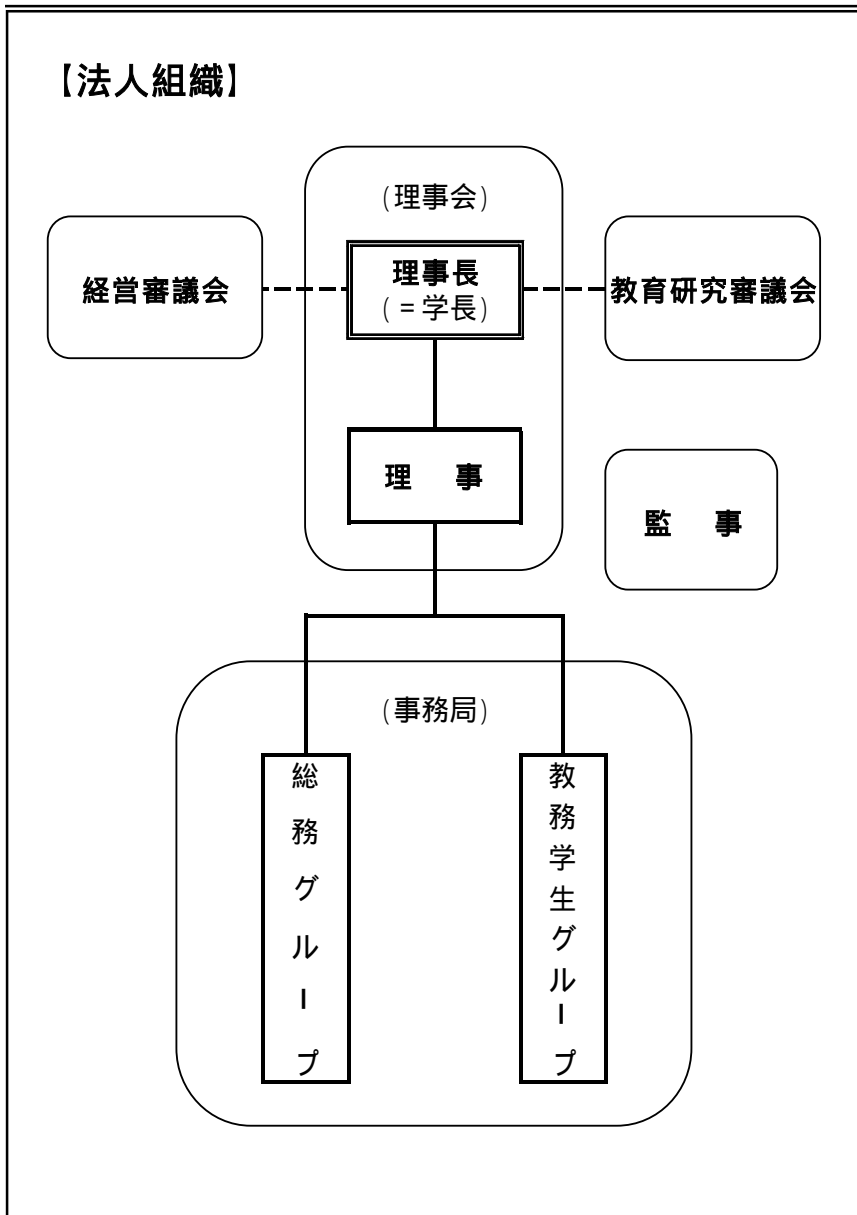 【法人組織】
(理事会)
経営審議会
理事長
(=学長)
教育研究審議会
理 事
監 事
(事務局)
総務グループ
教務学生グループ